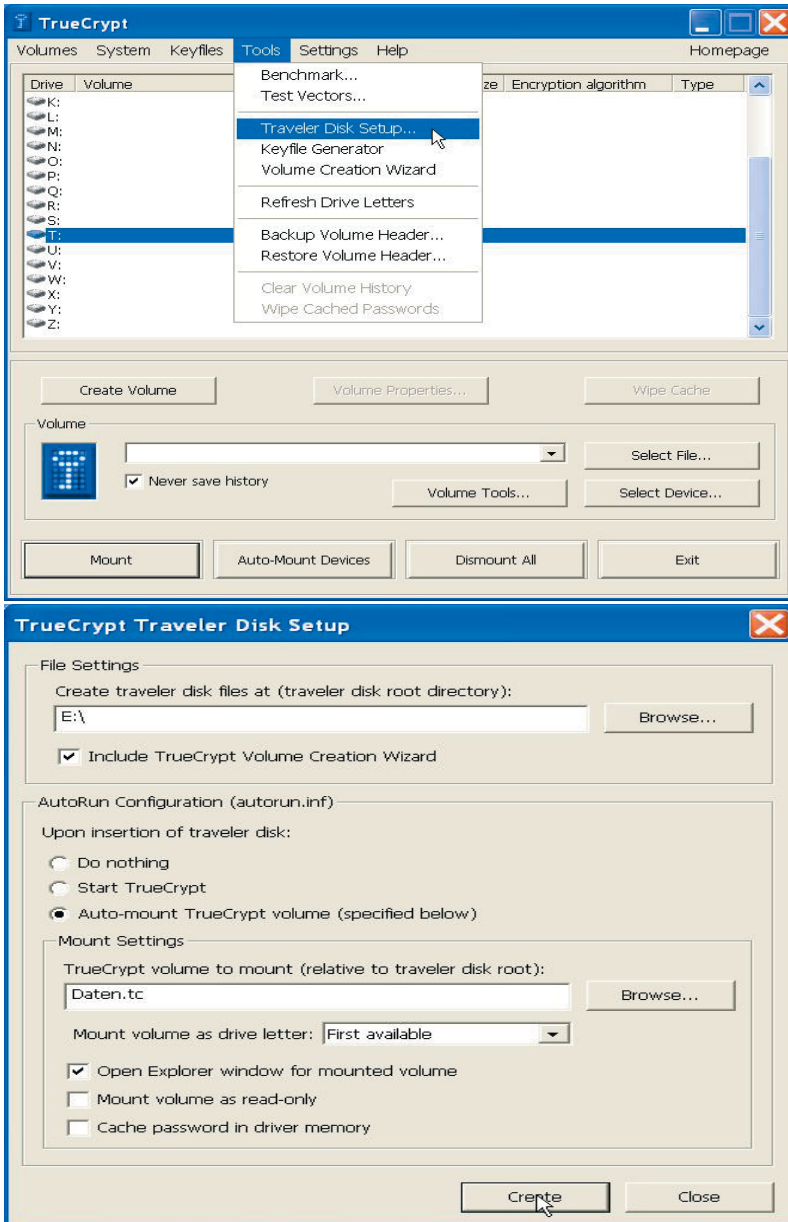 TrueCrypt
Volumes System Keyfiles Tools Settings Help Homepage
Drive Volume ze Encryption algorithm Type
K:
L:
M:
N:
O:
P:
Q:
R:
S:
T:
U:
V:
W:
X:
Y:
Z:
Benchmark...
Test Vectors...
Traveler Disk Setup...
Keyfile Generator
Volume Creation Wizard
Refresh Drive Letters
Backup Volume Header...
Restore Volume Header...
Clear Volume History
Wipe Cached Passwords
Create Volume Volume Properties... Wipe Cache
Volume
Select File...
Never save history
Volume Tools... Select Device...
Mount Auto-Mount Devices Dismount All Exit
TrueCrypt Traveler Disk Setup
File Settings
Create traveler disk files at (traveler disk root directory):
E:\ Browse...
Include TrueCrypt Volume Creation Wizard
AutoRun Configuration (autorun.inf)
Upon insertion of traveler disk:
Do nothing
Start TrueCrypt
Auto-mount TrueCrypt volume (specified below)
Mount Settings
TrueCrypt volume to mount (relative to traveler disk root):
Daten.tc Browse...
Mount volume as drive letter: First available
Open Explorer window for mounted volume
Mount volume as read-only
Cache password in driver memory
Create Close